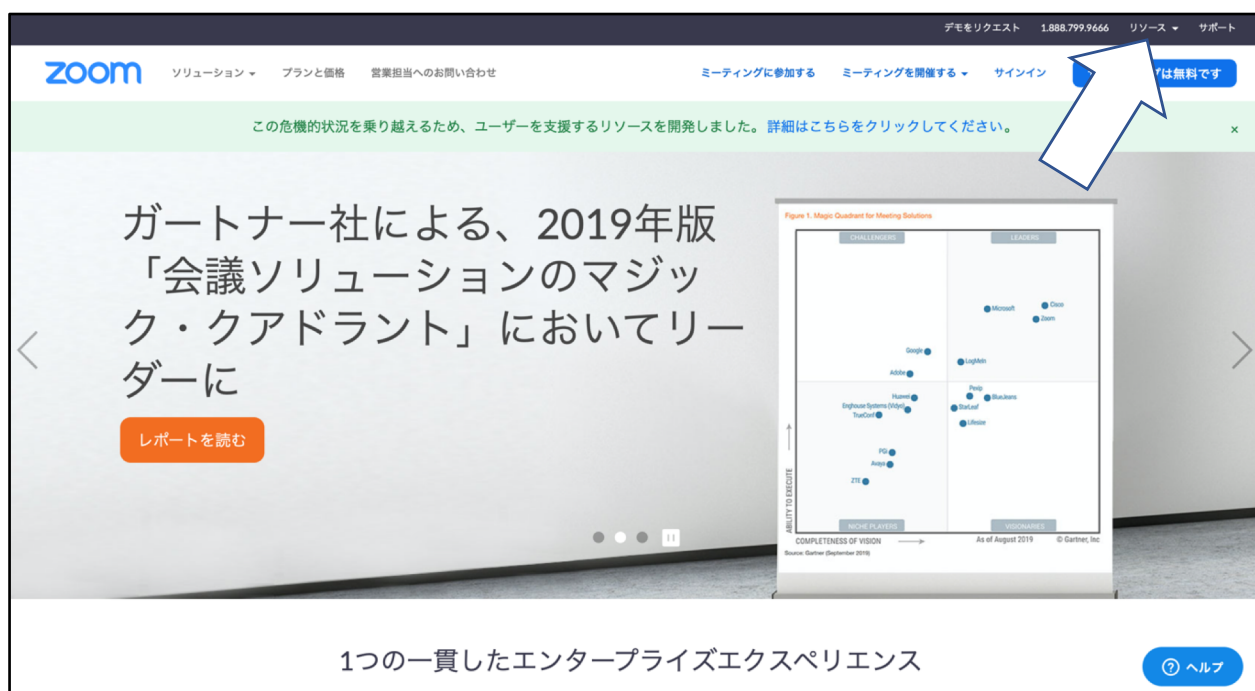 デモをリクエスト 1.888.799.9666 リソース サポート
zoom ソリューション プランと価格 営業担当へのお問い合わせ ミーティングに参加する ミーティングを開催する サインイン は無料です
この危機的状況を乗り越えるため、ユーザーを支援するリソースを開発しました。詳細はこちらをクリックしてください。 ×
ガートナー社による、2019年版
「会議ソリューションのマジッ
ク・クアドラント」においてリー
ダーに
レポートを読む
Figure 1. Magic Quadrant for Meeting Solutions
CHALLENGERS LEADERS
Microsoft Cisco
Zoom
Google
LogMeIn
Adobe
Pexip
Huawei BlueJeans
Enghouse Systems (Vidyo) StarLeaf
TrueConf
Lifesize
PGi
Avaya
ZTE
ABILITY TO EXECUTE
NICHE PLAYERS VISIONARIES
COMPLETENESS OF VISION As of August 2019 © Gartner, Inc
Source: Gartner (September 2019)
1つの一貫したエンタープライズエクスペリエンス
? ヘルプ